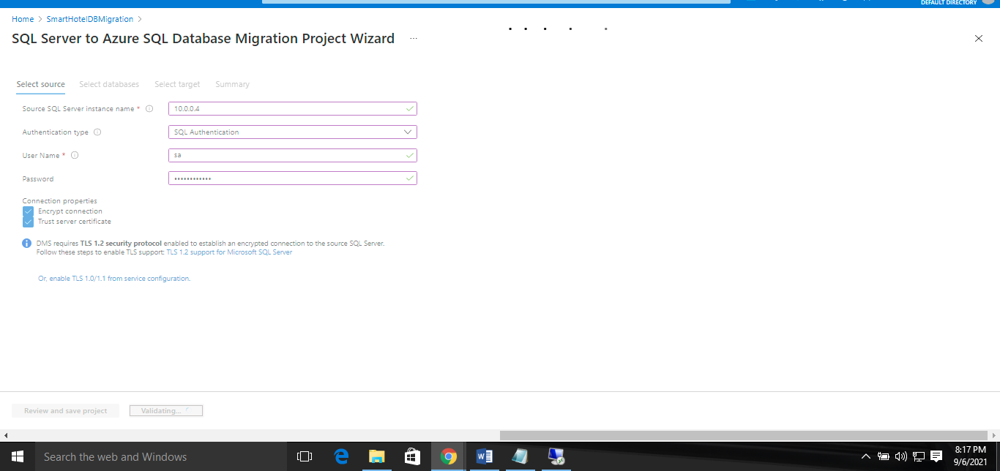 DEFAULT DIRECTORY
Home > SmartHotelDBMigration >
SQL Server to Azure SQL Database Migration Project Wizard ...
Select source Select databases Select target Summary
Source SQL Server instance name * 10.0.0.4
Authentication type SQL Authentication
User Name * sa
Password ••••••••••••
Connection properties
Encrypt connection
Trust server certificate
DMS requires TLS 1.2 security protocol enabled to establish an encrypted connection to the source SQL Server.
Follow these steps to enable TLS support: TLS 1.2 support for Microsoft SQL Server
Or, enable TLS 1.0/1.1 from service configuration.
Review and save project Validating...
Search the web and Windows
8:17 PM
9/6/2021